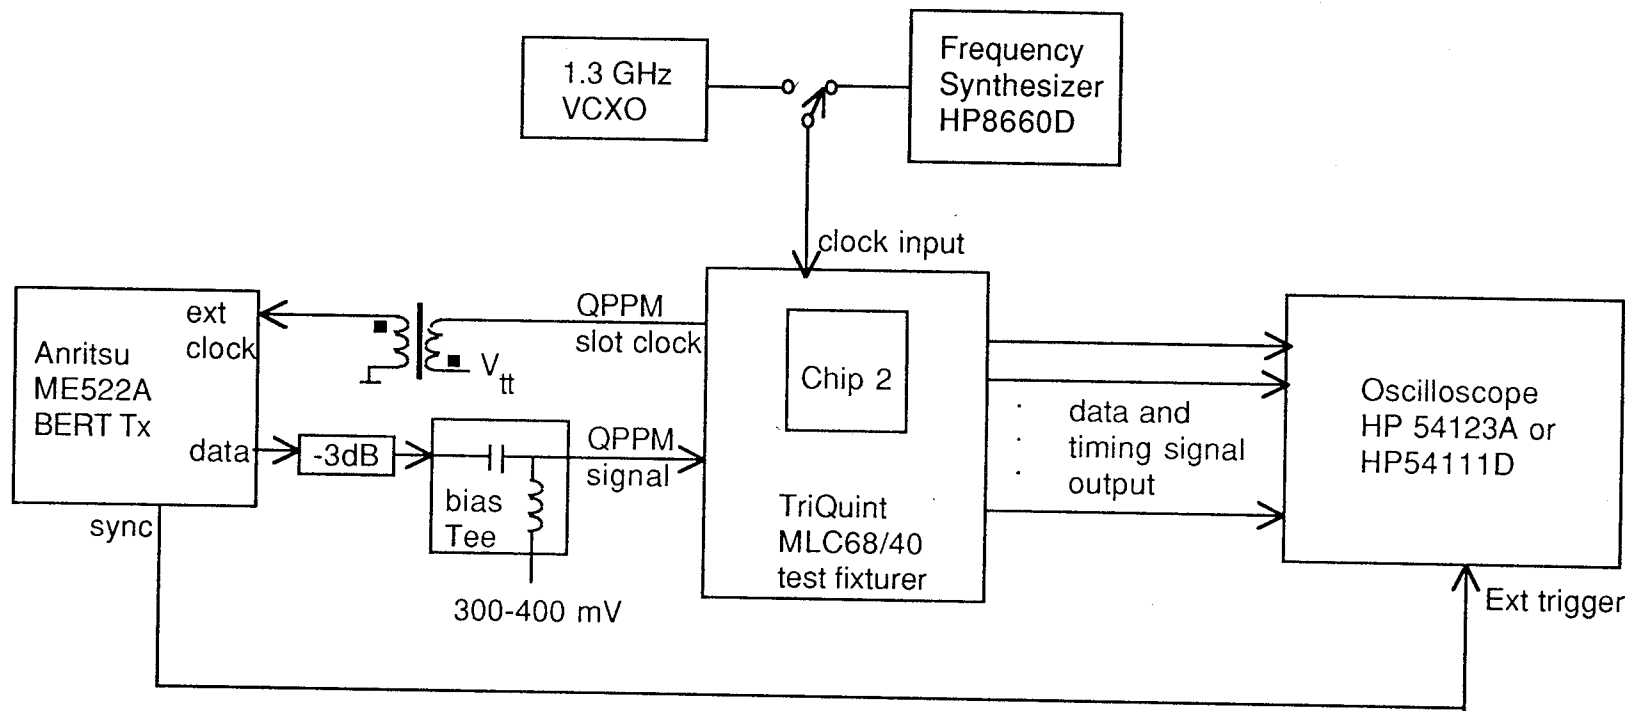 1.3 GHz
VCXO
Frequency
Synthesizer
HP8660D
clock input
Anritsu
ME522A
BERT Tx
ext
clock
data
sync
QPPM
slot clock
Vtt
-3dB
bias
Tee
300-400 mV
QPPM
signal
Chip 2
TriQuint
MLC68/40
test fixturer
data and
timing signal
output
Oscilloscope
HP 54123A or
HP54111D
Ext trigger